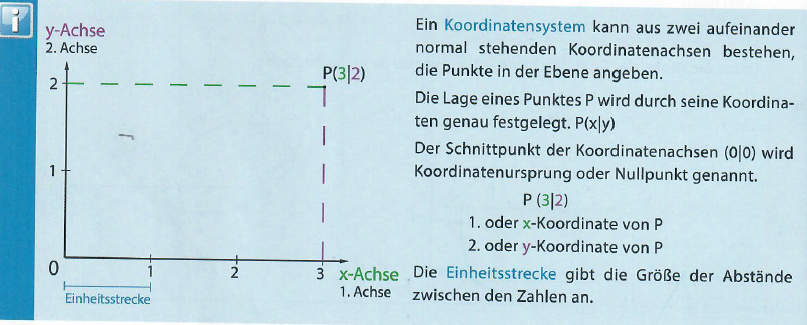 i
y-Achse
2. Achse
P(3|2)
2
1
0
1
2
3
x-Achse
1. Achse
Einheitsstrecke
Ein Koordinatensystem kann aus zwei aufeinander
normal stehenden Koordinatenachsen bestehen,
die Punkte in der Ebene angeben.
Die Lage eines Punktes P wird durch seine Koordina-
ten genau festgelegt. P(x|y)
Der Schnittpunkt der Koordinatenachsen (0|0) wird
Koordinatenursprung oder Nullpunkt genannt.
P (3|2)
1. oder x-Koordinate von P
2. oder y-Koordinate von P
Die Einheitsstrecke gibt die Größe der Abstände
zwischen den Zahlen an.